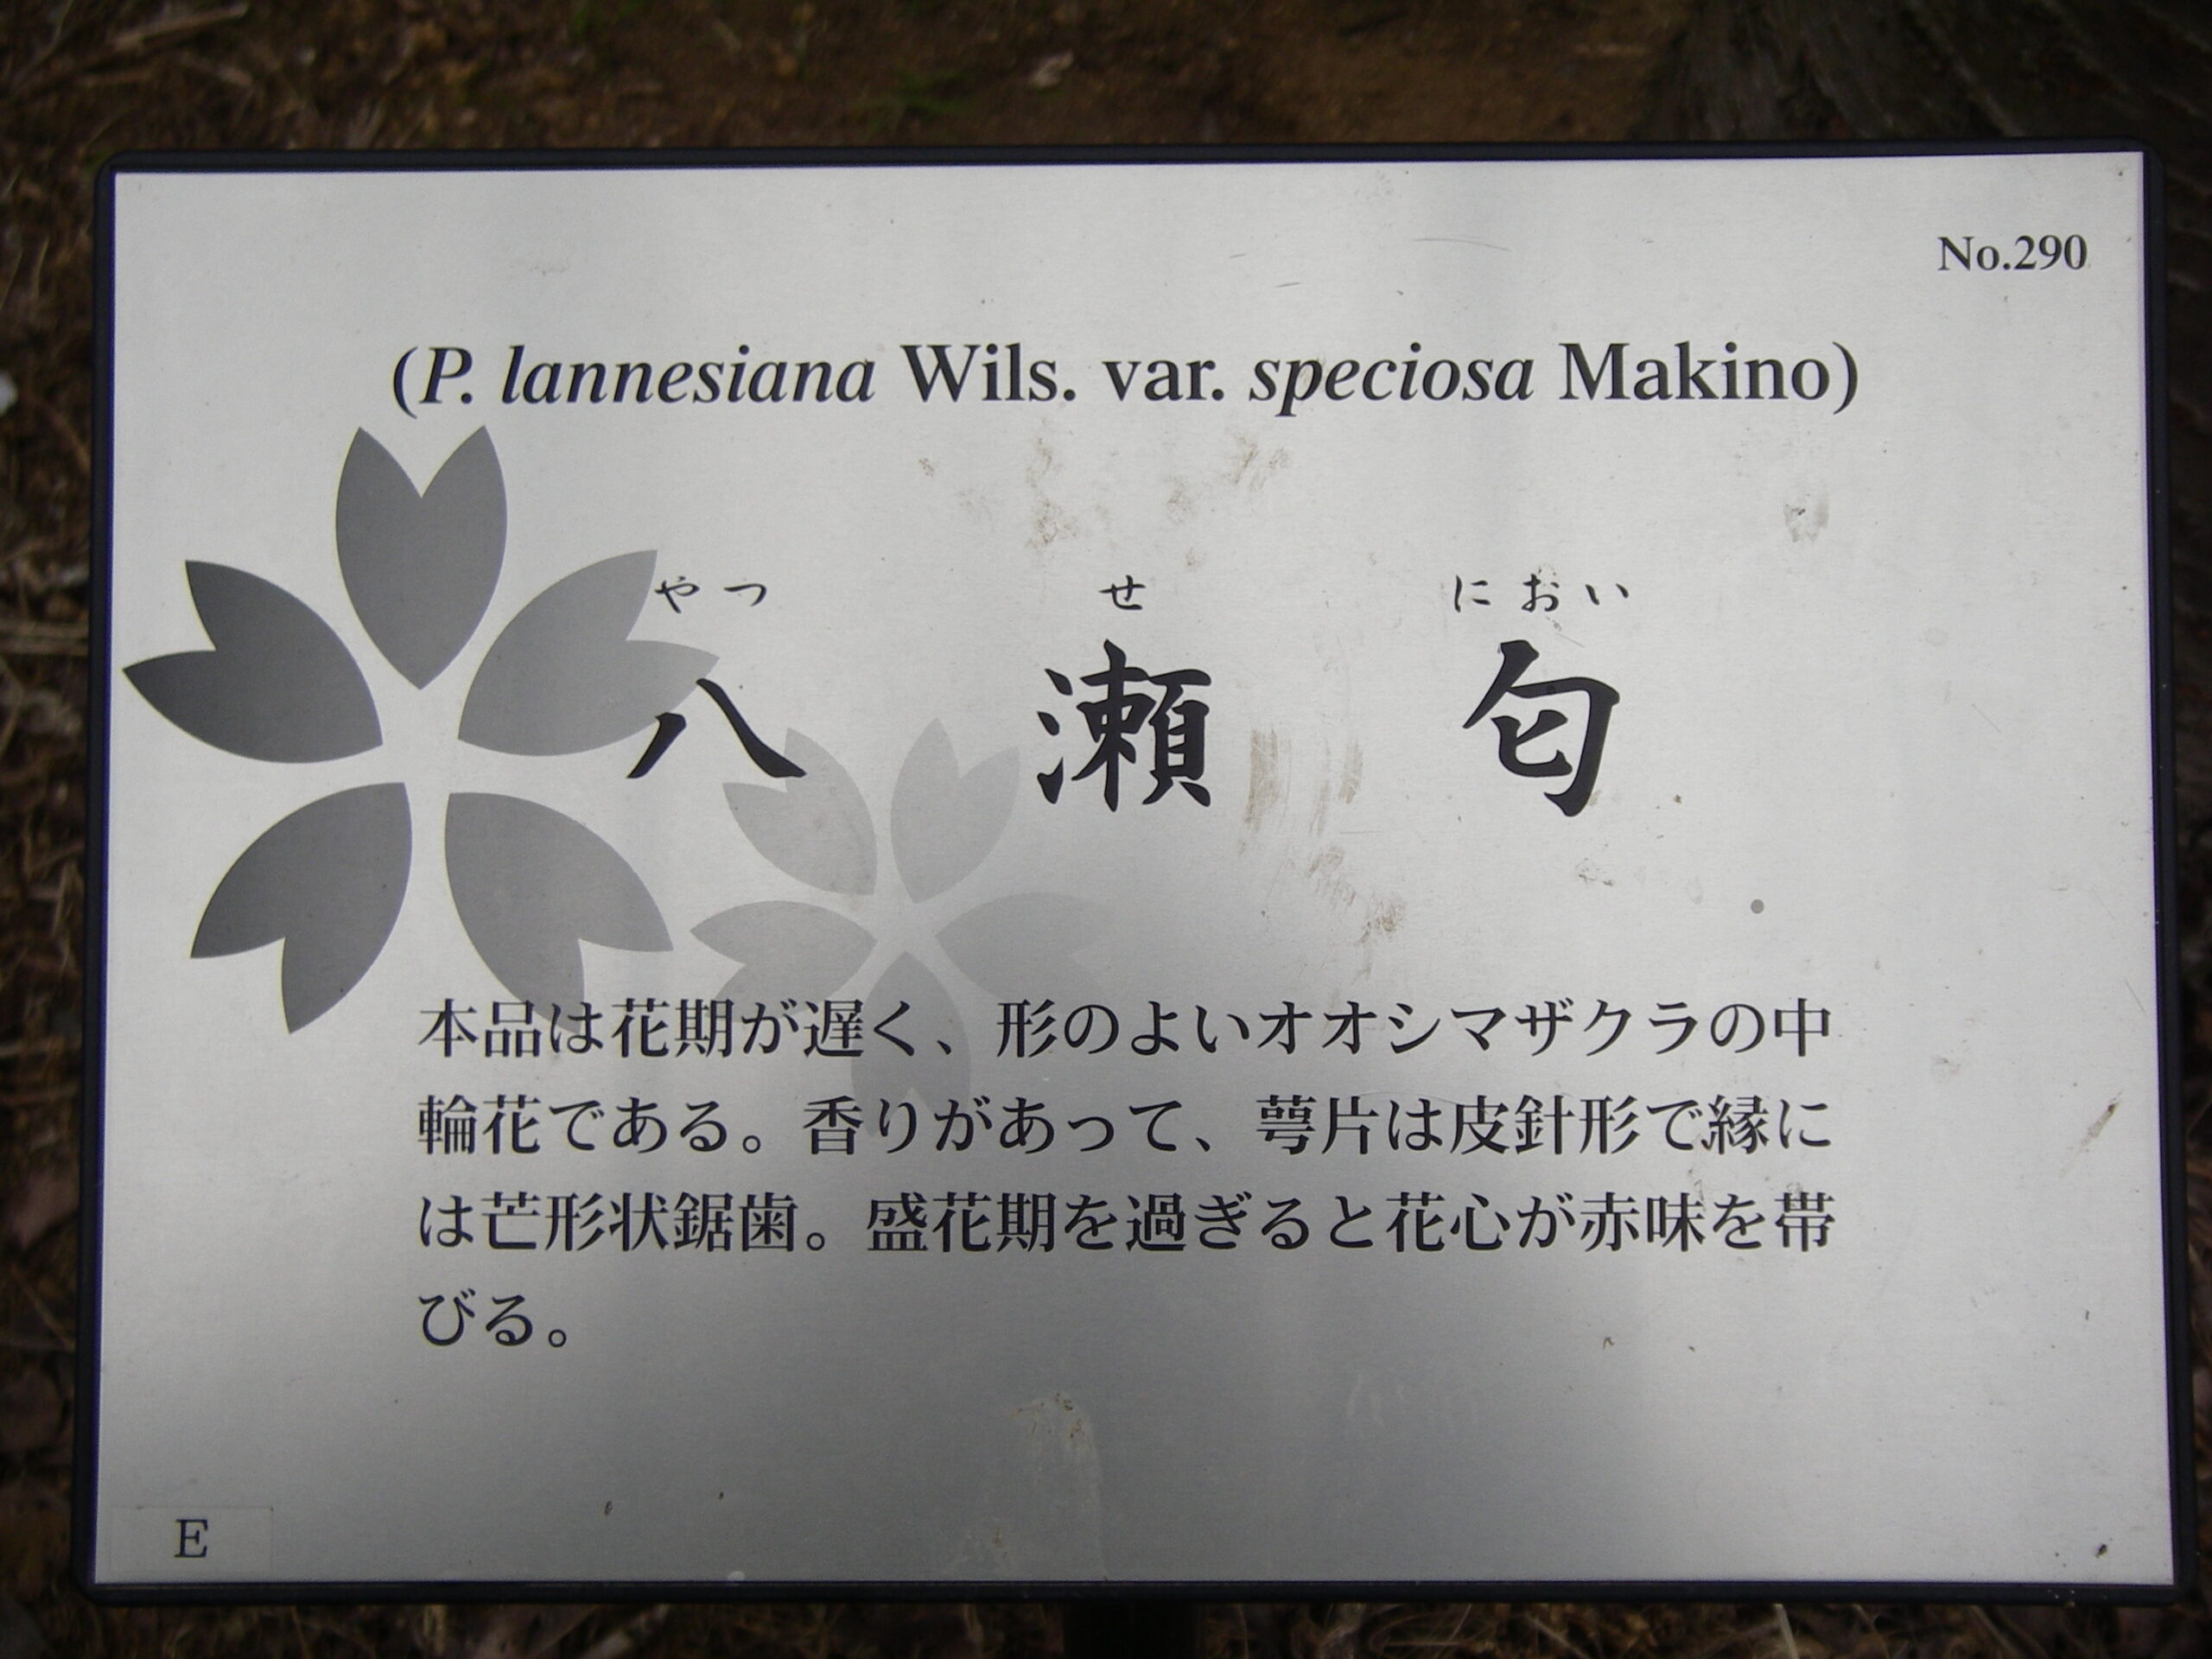 No.290
(P. lannesiana Wils. var. speciosa Makino)
やつ せ におい
八瀬匂
本品は花期が遅く、形のよいオオシマザクラの中
輪花である。香りがあって、萼片は皮針形で縁に
は芒形状鋸歯。盛花期を過ぎると花心が赤味を帯
びる。
E